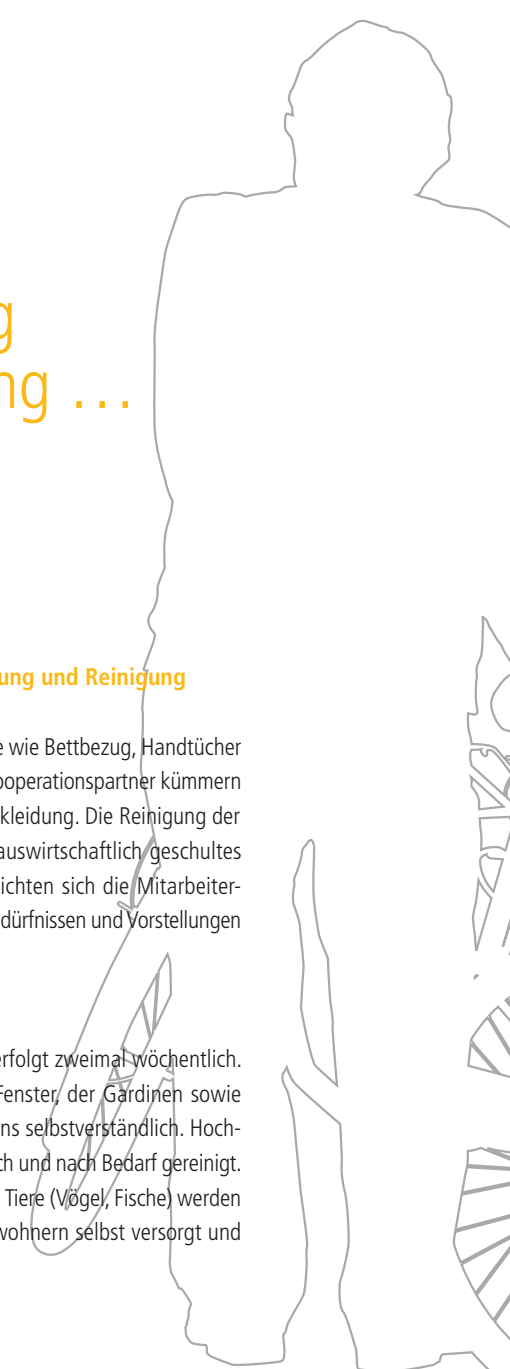 g
ng ...
ung und Reinigung
e wie Bettbezug, Handtücher
ooperationspartner kümmern
kleidung. Die Reinigung der
auswirtschaftlich geschultes
ichten sich die Mitarbeiter-
dürfnissen und Vorstellungen
erfolgt zweimal wöchentlich.
Fenster, der Gardinen sowie
ns selbstverständlich. Hoch-
ch und nach Bedarf gereinigt.
Tiere (Vögel, Fische) werden
wohnern selbst versorgt und